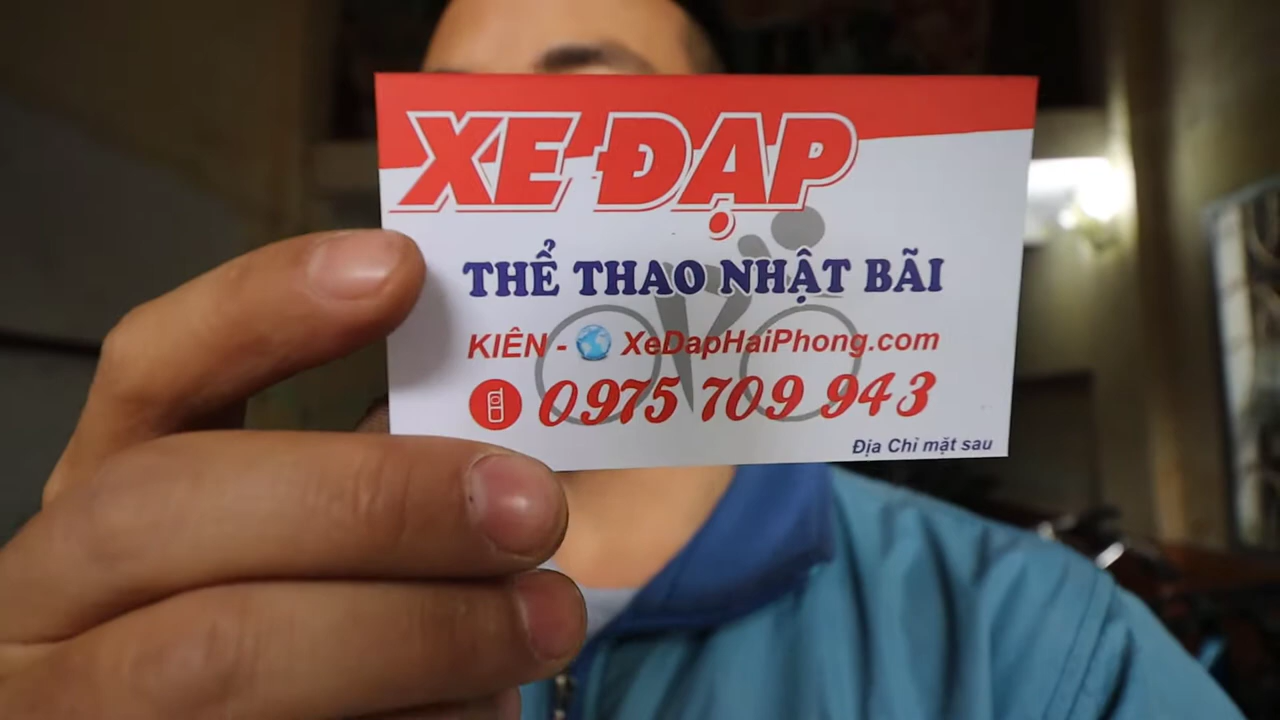 XE ĐẠP
THỂ THAO NHẬT BÃI
KIÊN - XeDapHaiPhong.com
0975 709 943
Địa Chỉ mặt sau